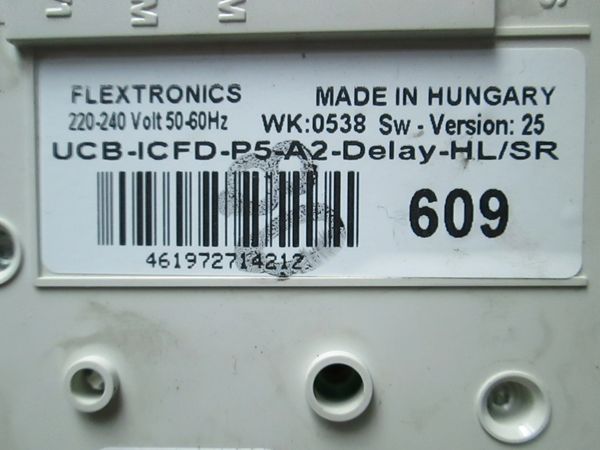 M
M
S
FLEXTRONICS
MADE IN HUNGARY
220-240 Volt 50-60Hz WK:0538 Sw - Version: 25
UCB-ICFD-P5-A2-Delay-HL/SR
609
461972714212